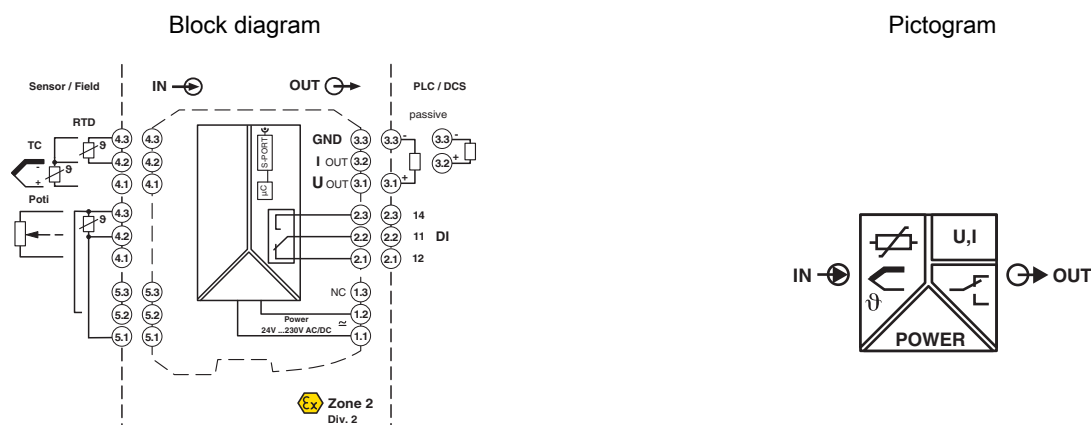 Block diagram
Pictogram
Sensor / Field
IN
OUT
PLC / DCS
RTD
passive
TC
ϑ
4.3
4.3
S-PORT
GND
3.3
3.3
-
3.3
-
-
ϑ
4.2
4.2
I OUT
3.2
3.2
+
+
4.1
4.1
µC
U OUT
3.1
3.1
+
Poti
ϑ
4.3
2.3
2.3
14
4.2
2.2
2.2
11
DI
4.1
2.1
2.1
12
5.3
5.3
NC
1.3
5.2
5.2
Power
1.2
24V ...230V AC/DC
5.1
5.1
1.1
Ex
Zone 2
Div. 2
U,I
IN
OUT
ϑ
POWER